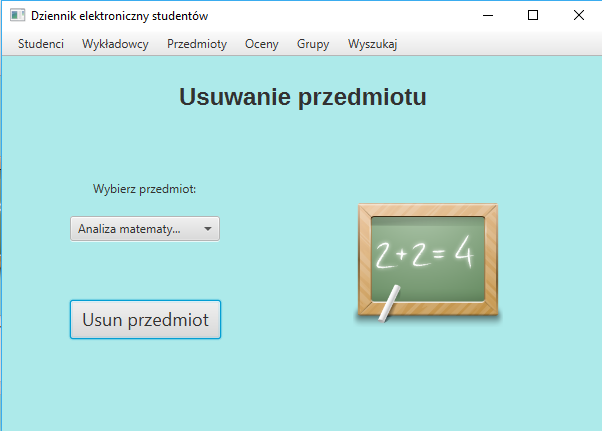 Dziennik elektroniczny studentów
Studenci Wykładowcy Przedmioty Oceny Grupy Wyszukaj
Usuwanie przedmiotu
Wybierz przedmiot:
Analiza matematy...
2+2=4
Usun przedmiot